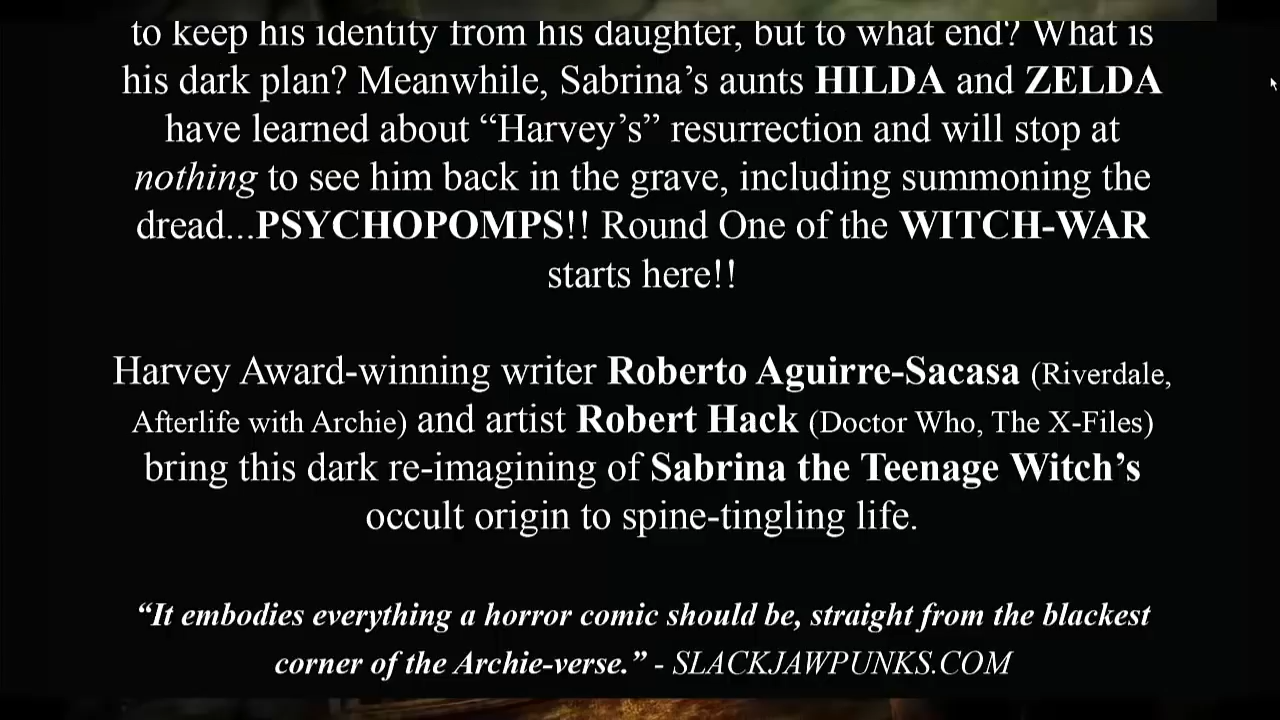 to keep his identity from his daughter, but to what end? What is
his dark plan? Meanwhile, Sabrina’s aunts HILDA and ZELDA
have learned about “Harvey’s” resurrection and will stop at
nothing to see him back in the grave, including summoning the
dread...PSYCHOPOMPS!! Round One of the WITCH-WAR
starts here!!
Harvey Award-winning writer Roberto Aguirre-Sacasa (Riverdale,
Afterlife with Archie) and artist Robert Hack (Doctor Who, The X-Files)
bring this dark re-imagining of Sabrina the Teenage Witch’s
occult origin to spine-tingling life.
“It embodies everything a horror comic should be, straight from the blackest
corner of the Archie-verse.” - SLACKJAWPUNKS.COM